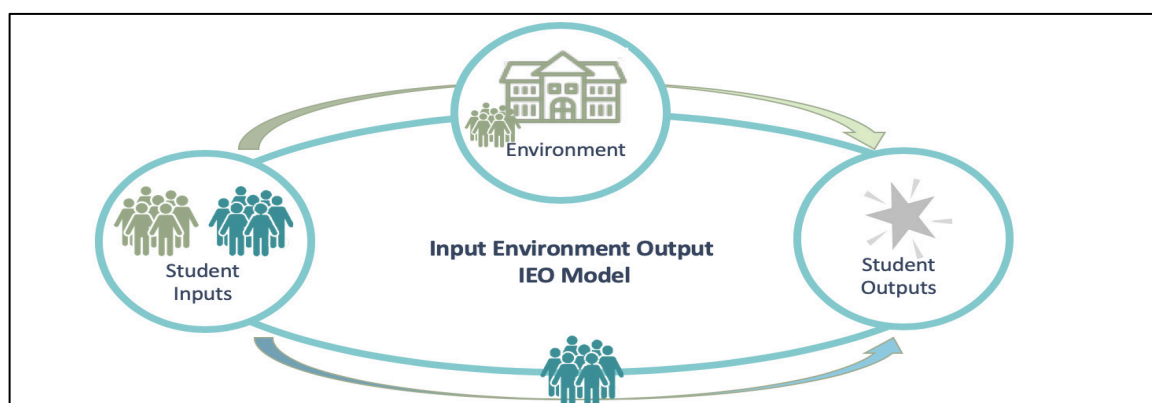 Environment
Input Environment Output
IEO Model
Student
Inputs
Student
Outputs